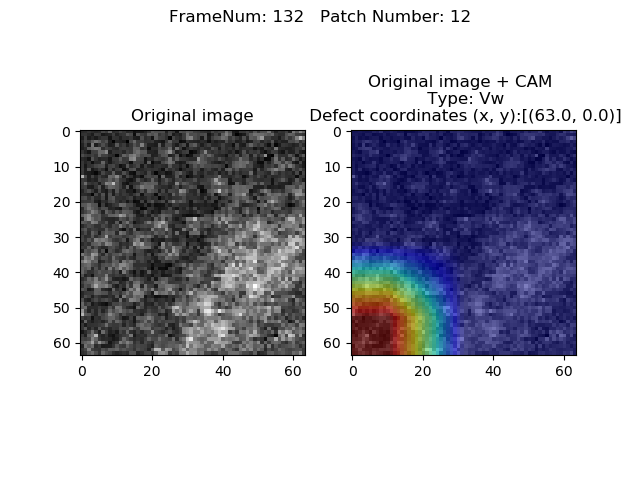 FrameNum: 132   Patch Number: 12
Original image
Original image + CAM
Type: Vw
Defect coordinates (x, y):[(63.0, 0.0)]
0
10
20
30
40
50
60
0 20 40 60
0
10
20
30
40
50
60
0 20 40 60